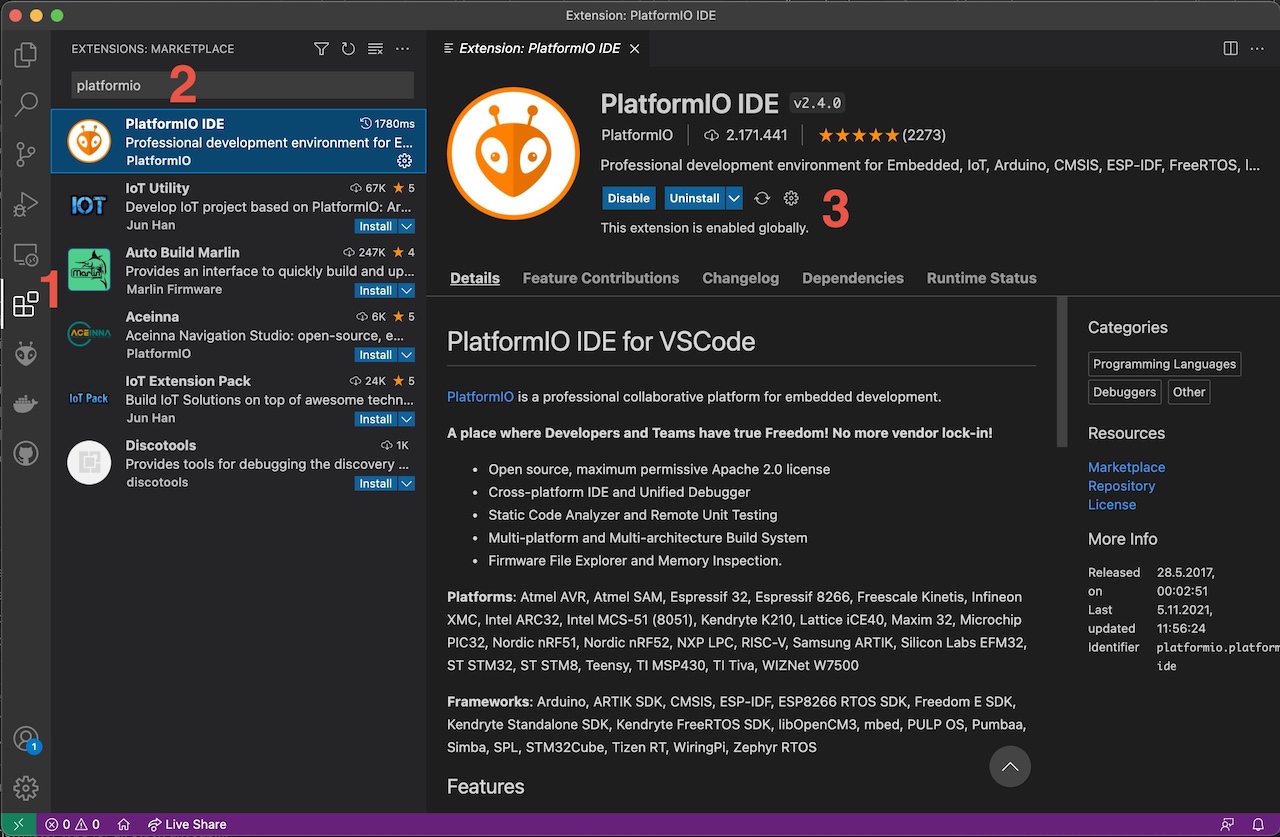 Extension: PlatformIO IDE
EXTENSIONS: MARKETPLACE
platformio
2
PlatformIO IDE
1780ms
Professional development environment for E...
PlatformIO
IoT Utility
67K ★ 5
Develop IoT project based on PlatformIO: Ar...
Jun Han
Install
IOT
Auto Build Marlin
247K ★ 4
Provides an interface to quickly build and up...
Marlin Firmware
Install
Marlin
1
Aceinna
6K ★ 5
Aceinna Navigation Studio: open-source, e...
PlatformIO
Install
ACEINNA
IoT Extension Pack
24K ★ 5
Build IoT Solutions on top of awesome techn...
Jun Han
Install
IoT Pack
Discotools
1K
Provides tools for debugging the discovery ...
discotools
Install
1
Extension: PlatformIO IDE
PlatformIO IDE v2.4.0
PlatformIO | 2.171.441 | ★★★★★(2273)
Professional development environment for Embedded, IoT, Arduino, CMSIS, ESP-IDF, FreeRTOS, I...
Disable Uninstall
3
This extension is enabled globally.
Details Feature Contributions Changelog Dependencies Runtime Status
PlatformIO IDE for VSCode
PlatformIO is a professional collaborative platform for embedded development.
A place where Developers and Teams have true Freedom! No more vendor lock-in!
• Open source, maximum permissive Apache 2.0 license
• Cross-platform IDE and Unified Debugger
• Static Code Analyzer and Remote Unit Testing
• Multi-platform and Multi-architecture Build System
• Firmware File Explorer and Memory Inspection.
Platforms: Atmel AVR, Atmel SAM, Espressif 32, Espressif 8266, Freescale Kinetis, Infineon
XMC, Intel ARC32, Intel MCS-51 (8051), Kendryte K210, Lattice iCE40, Maxim 32, Microchip
PIC32, Nordic nRF51, Nordic nRF52, NXP LPC, RISC-V, Samsung ARTIK, Silicon Labs EFM32,
ST STM32, ST STM8, Teensy, TI MSP430, TI Tiva, WIZNet W7500
Frameworks: Arduino, ARTIK SDK, CMSIS, ESP-IDF, ESP8266 RTOS SDK, Freedom E SDK,
Kendryte Standalone SDK, Kendryte FreeRTOS SDK, libOpenCM3, mbed, PULP OS, Pumbaa,
Simba, SPL, STM32Cube, Tizen RT, WiringPi, Zephyr RTOS
Features
Categories
Programming Languages
Debuggers Other
Resources
Marketplace
Repository
License
More Info
Released on 28.5.2017, 00:02:51
Last updated 5.11.2021, 11:56:24
Identifier platformio.platform
ide
0 0
Live Share